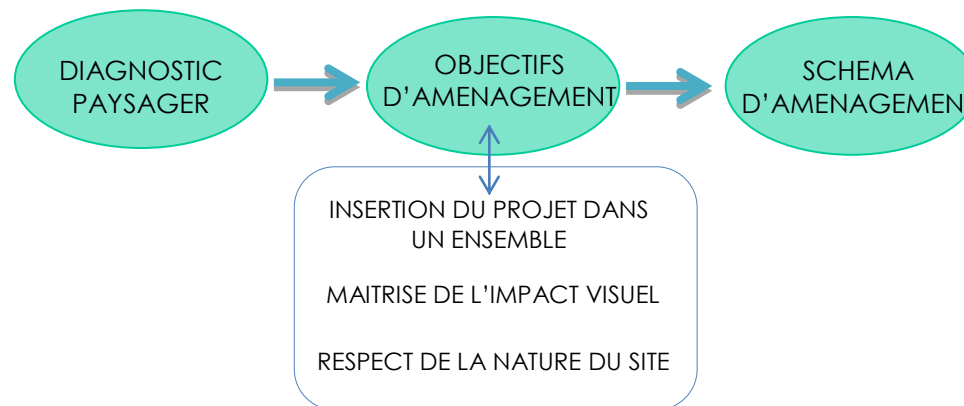 DIAGNOSTIC
PAYSAGER
OBJECTIFS
D’AMENAGEMENT
SCHEMA
D’AMENAGEMEN
INSERTION DU PROJET DANS
UN ENSEMBLE
MAITRISE DE L’IMPACT VISUEL
RESPECT DE LA NATURE DU SITE